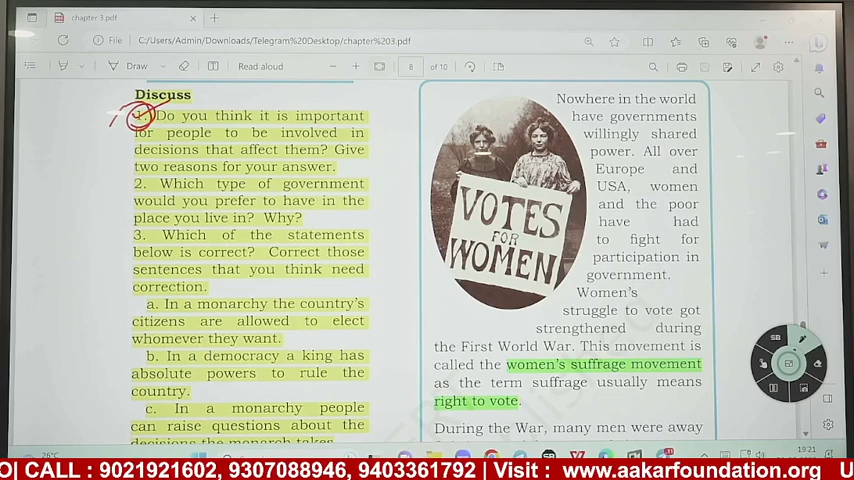 chapter 3.pdf
File
C:/Users/Admin/Downloads/Telegram%20Desktop/chapter%203.pdf
Draw
Read aloud
8
of 10
Discuss
1. Do you think it is important
for people to be involved in
decisions that affect them? Give
two reasons for your answer.
2. Which type of government
would you prefer to have in the
place you live in? Why?
3. Which of the statements
below is correct? Correct those
sentences that you think need
correction.
a. In a monarchy the country's
citizens are allowed to elect
whomever they want.
b. In a democracy a king has
absolute powers to rule the
country.
c. In a monarchy people
can raise questions about the
decisions the monarch takes.
VOTES
FOR
WOMEN
Nowhere in the world
have governments
willingly shared
power. All over
Europe and
USA, women
and the poor
have had
to fight for
participation in
government.
Women's
struggle to vote got
strengthened during
the First World War. This movement is
called the women's suffrage movement
as the term suffrage usually means
right to vote.
During the War, many men were away
SB
26°C
19:21
O| CALL : 9021921602, 9307088946, 9403361792 | Visit : www.aakarfoundation.org U